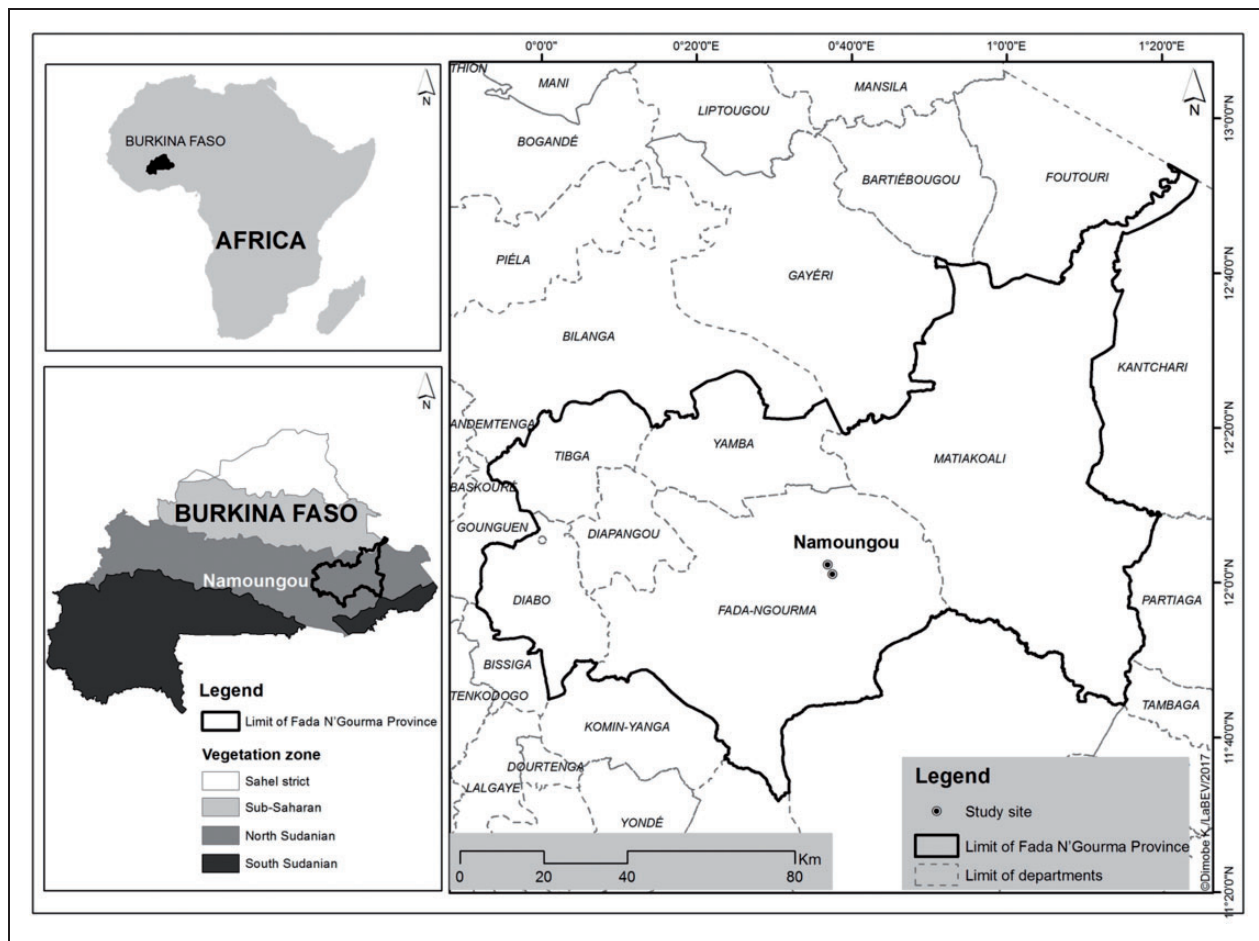 N
BURKINA FASO
AFRICA
N
BURKINA FASO
Namoungou
Legend
Limit of Fada N'Gourma Province
Vegetation zone
Sahel strict
Sub-Saharan
North Sudanian
South Sudanian
0°0'0"
0°20'0"E
0°40'0"E
1°0'0"E
1°20'0"E
N
THION
MANI
MANSILA
LIPTOUGOU
BOGANDÉ
BARTIÉBOUGOU
FOUTOURI
PIÉLA
GAYÉRI
BILANGA
KANTCHARI
ANDEMTENGA
YAMBA
TIBGA
MATIAKOALI
BASKOURÉ
GOUNGUEN
DIAPANGOU
Namoungou
DIABO
FADA-NGOURMA
PARTIAGA
BISSIGA
TENKODOGO
TAMBAGA
KOMIN-YANGA
DOURTENGA
LALGAYE
YONDÉ
13°0'0"N
12°40'0"N
12°20'0"N
12°0'0"N
11°40'0"N
11°20'0"N
Km
0 20 40 80
Legend
Study site
Limit of Fada N'Gourma Province
Limit of departments
©Dimobe K./LaBEV/2017